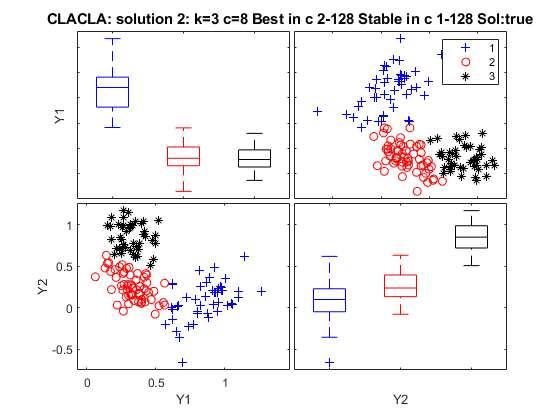 CLACLA: solution 2: k=3 c=8 Best in c 2-128 Stable in c 1-128 Sol:true
Y1
1
2
3
Y2
1
0.5
0
-0.5
0
0.5
1
Y1
Y2